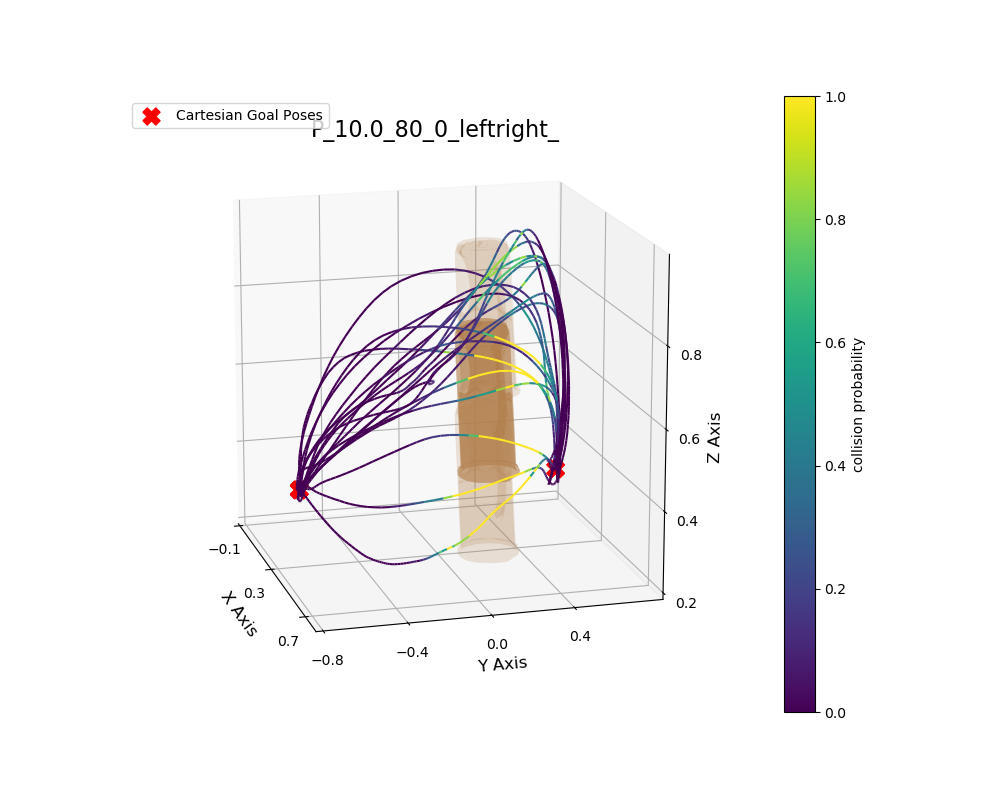 Cartesian Goal Poses
P_10.0_80_0_leftright_
1.0
0.8
0.6
0.4
0.2
0.0
collision probability
0.8
0.6
0.4
0.2
Z Axis
−0.1
0.3
0.7
X Axis
−0.8
−0.4
0.0
0.4
Y Axis